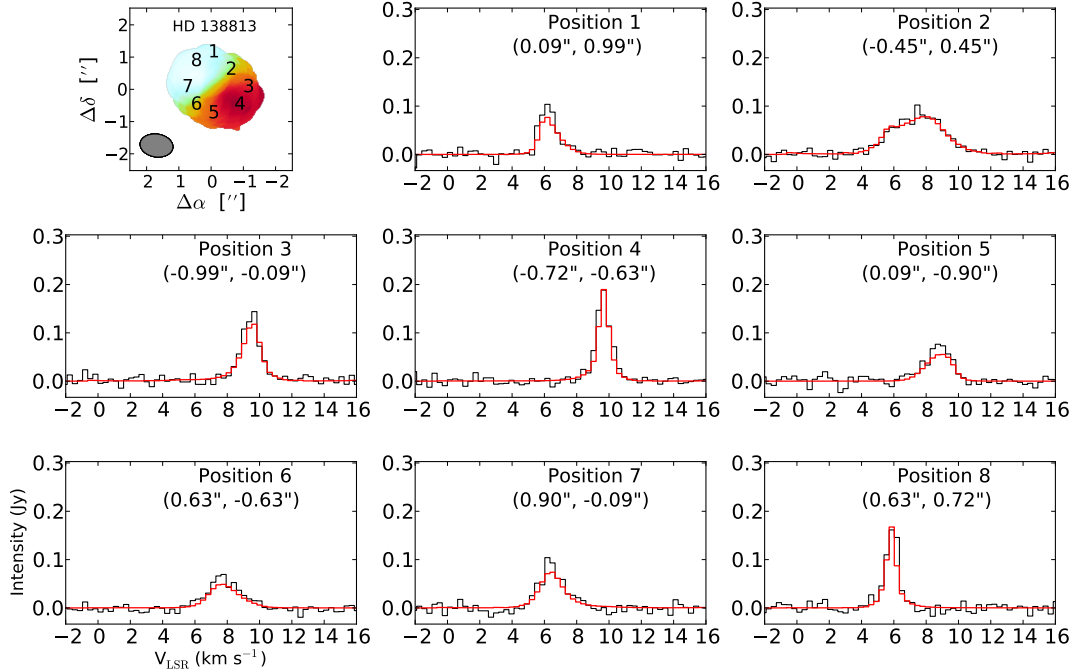 HD 138813
2
1
0
−1
−2
Δδ [′′]
1
2
3
4
5
6
7
8
2 1 0 −1 −2
Δα [′′]
Position 1
(0.09", 0.99")
0.3
0.2
0.1
0.0
−2 0 2 4 6 8 10 12 14 16
Position 2
(-0.45", 0.45")
0.3
0.2
0.1
0.0
−2 0 2 4 6 8 10 12 14 16
Position 3
(-0.99", -0.09")
0.3
0.2
0.1
0.0
−2 0 2 4 6 8 10 12 14 16
Position 4
(-0.72", -0.63")
0.3
0.2
0.1
0.0
−2 0 2 4 6 8 10 12 14 16
Position 5
(0.09", -0.90")
0.3
0.2
0.1
0.0
−2 0 2 4 6 8 10 12 14 16
Position 6
(0.63", -0.63")
0.3
0.2
0.1
0.0
Intensity (Jy)
−2 0 2 4 6 8 10 12 14 16
V_LSR (km s⁻¹)
Position 7
(0.90", -0.09")
0.3
0.2
0.1
0.0
−2 0 2 4 6 8 10 12 14 16
Position 8
(0.63", 0.72")
0.3
0.2
0.1
0.0
−2 0 2 4 6 8 10 12 14 16